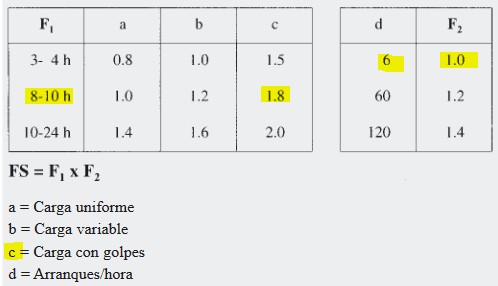 F₁ a b c d F₂
3- 4 h 0.8 1.0 1.5 6 1.0
8-10 h 1.0 1.2 1.8 60 1.2
10-24 h 1.4 1.6 2.0 120 1.4
FS = F₁ x F₂
a = Carga uniforme
b = Carga variable
c = Carga con golpes
d = Arranques/hora